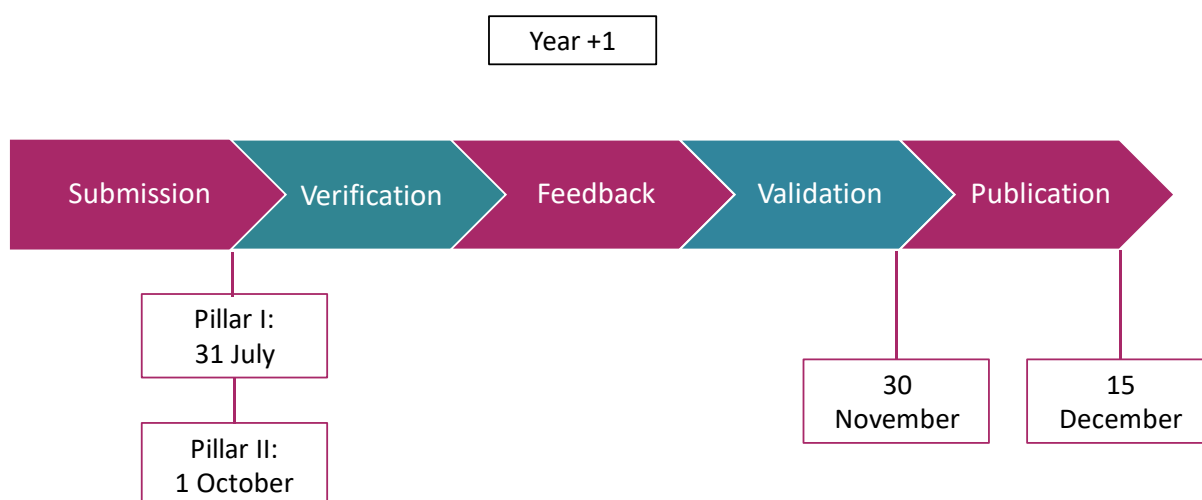 Year +1
Submission
Verification
Feedback
Validation
Publication
Pillar I:
31 July
Pillar II:
1 October
30
November
15
December